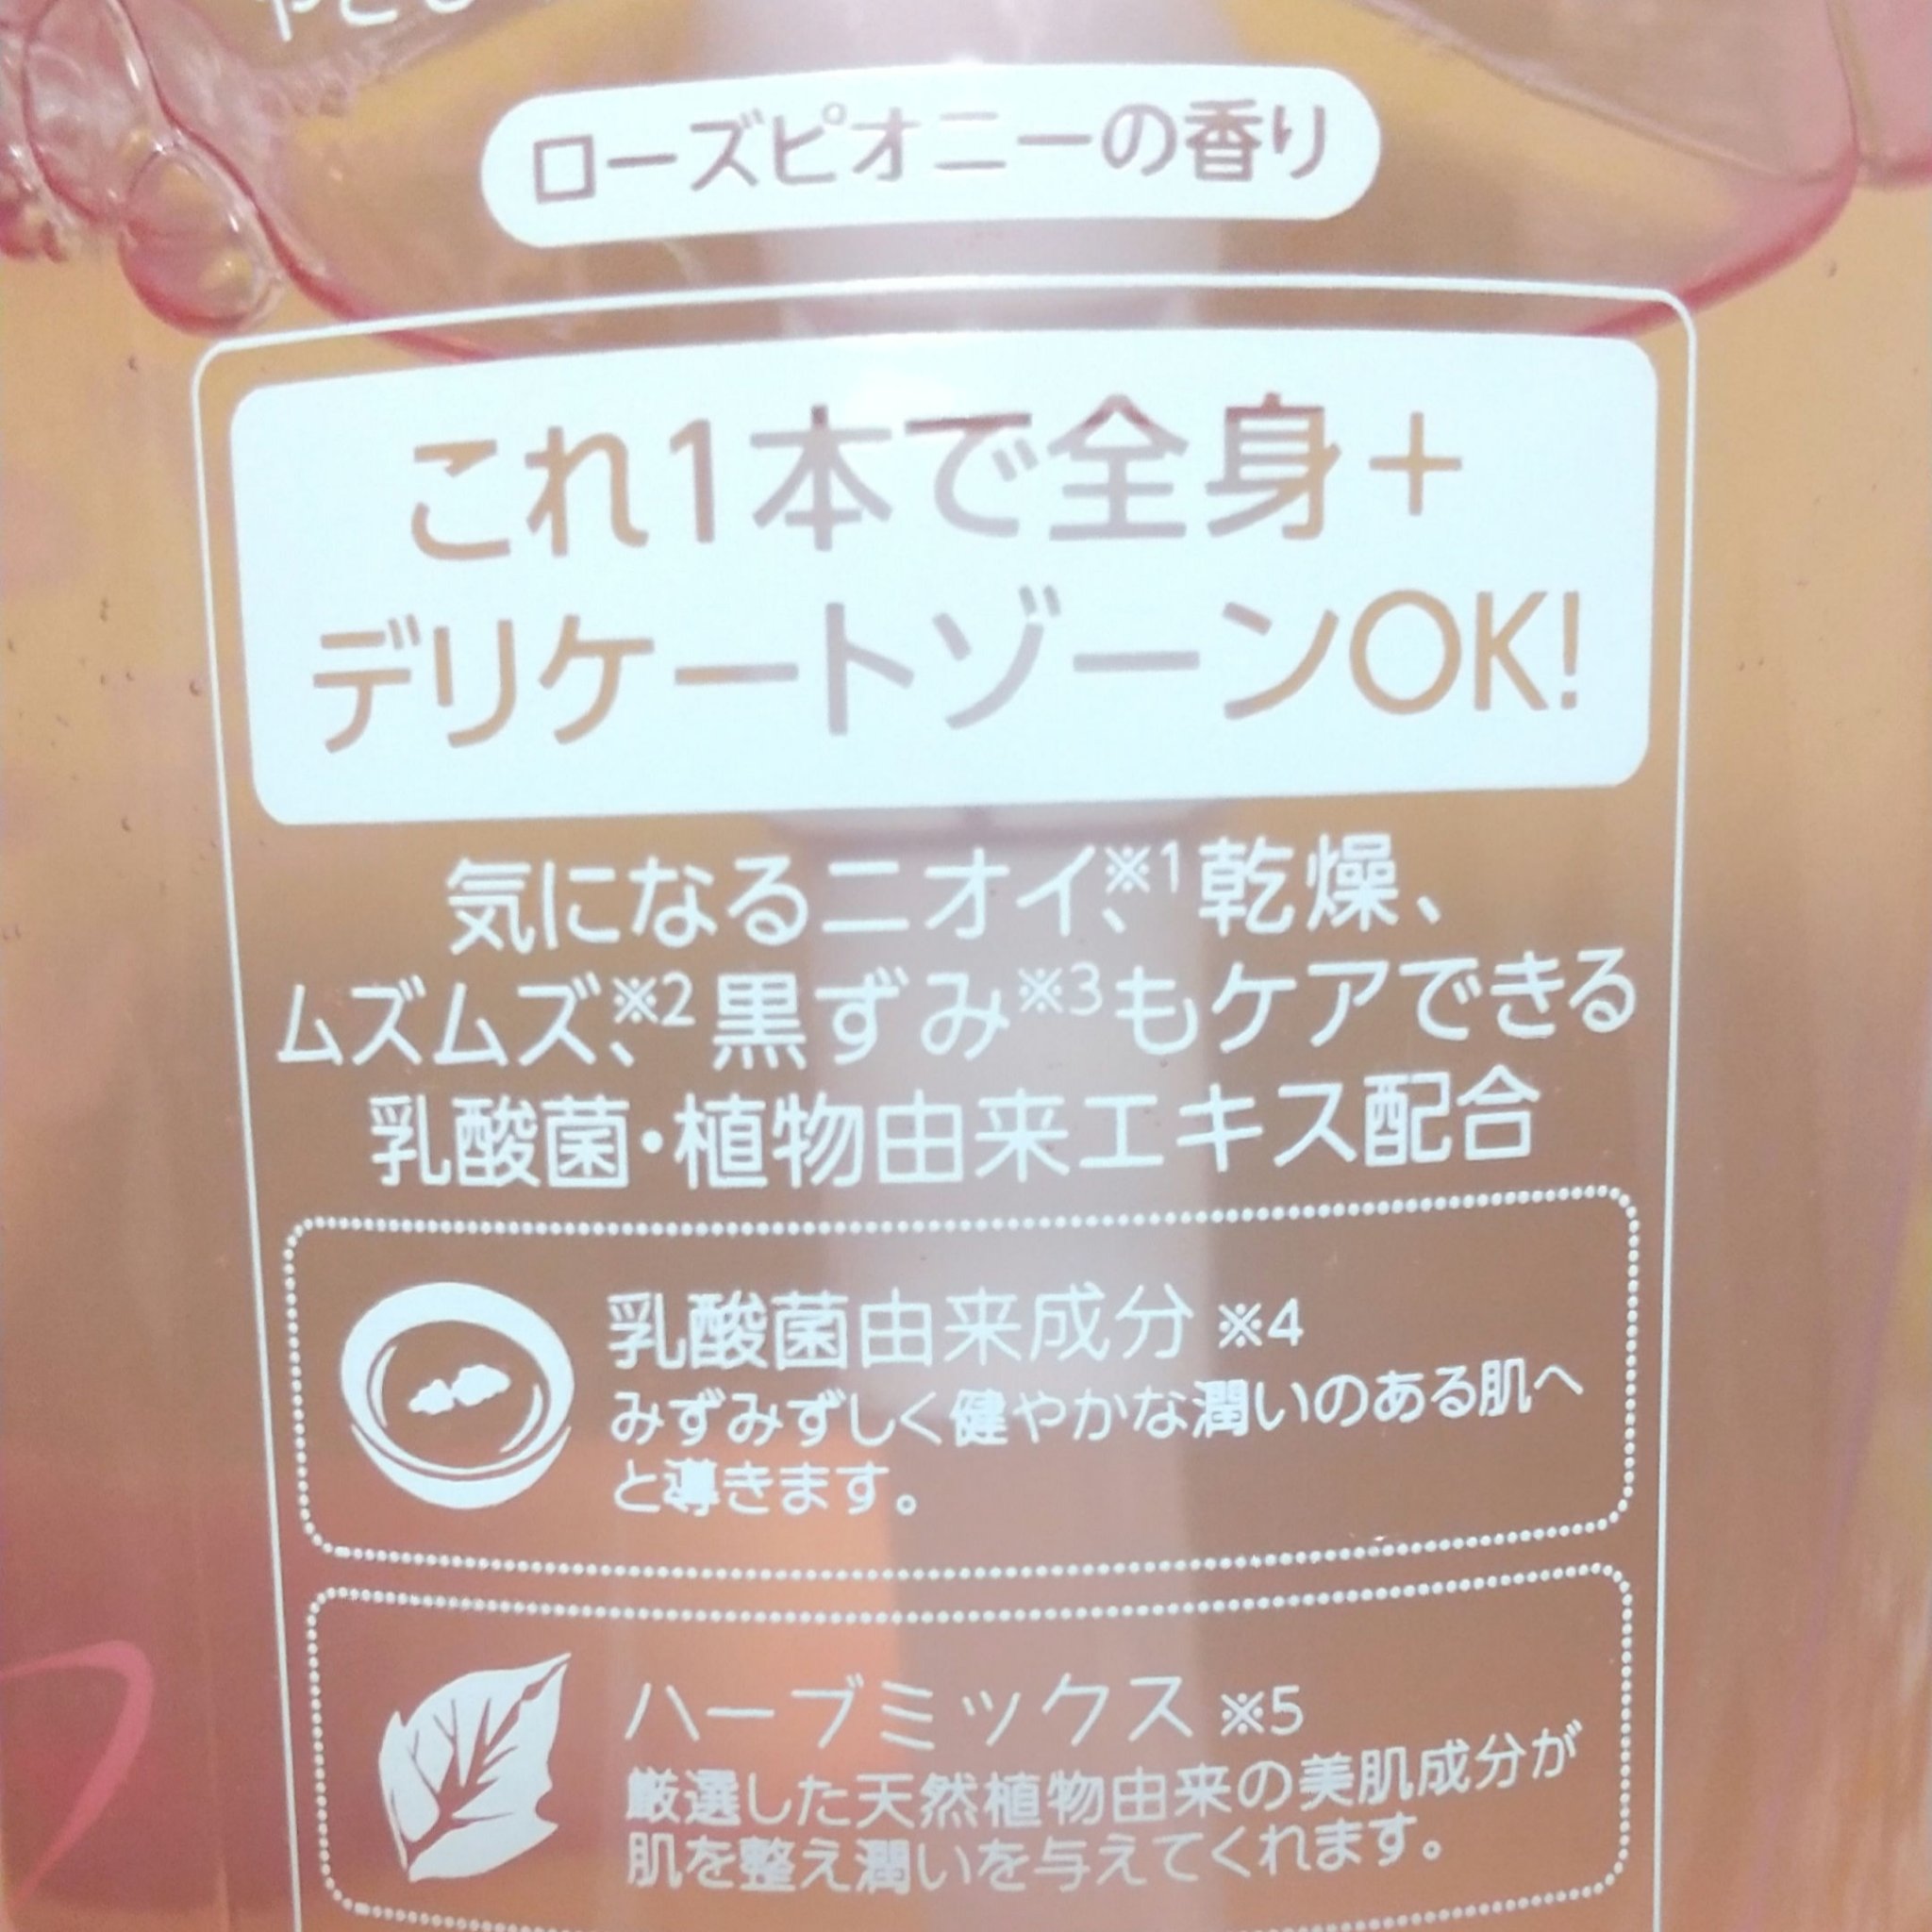 ローズピオニーの香り
これ1本で全身+
デリケートゾーンOK!
気になるニオイ、※1乾燥、
ムズムズ、※2黒ずみ※3もケアできる
乳酸菌・植物由来エキス配合
乳酸菌由来成分 ※4
みずみずしく健やかな潤いのある肌へ
と導きます。
ハーブミックス ※5
厳選した天然植物由来の美肌成分が
肌を整え潤いを与えてくれます。